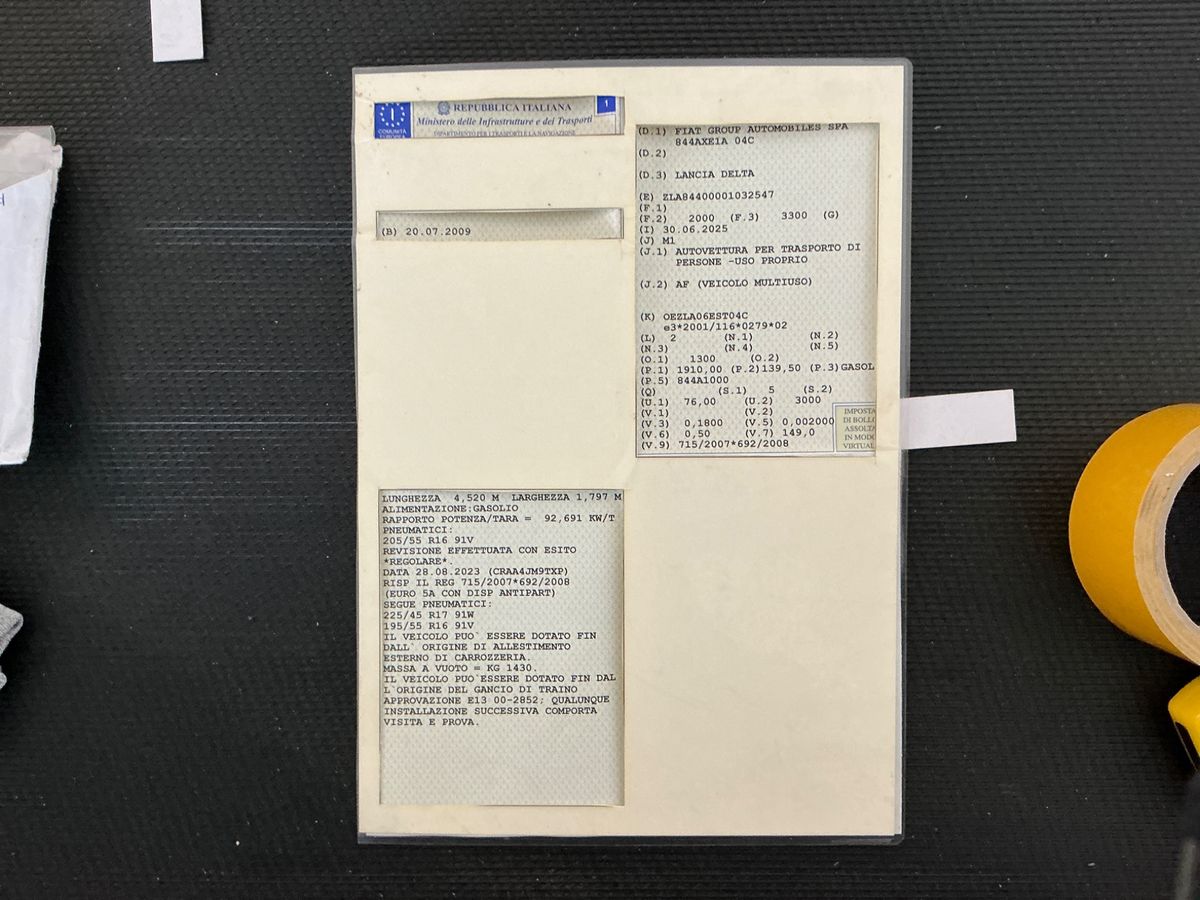 COMUNITÀ
EUROPEA
REPUBBLICA ITALIANA
Ministero delle Infrastrutture e dei Trasporti
DIPARTIMENTO PER I TRASPORTI E LA NAVIGAZIONE
1
(B) 20.07.2009
LUNGHEZZA 4,520 M LARGHEZZA 1,797 M
ALIMENTAZIONE:GASOLIO
RAPPORTO POTENZA/TARA = 92,691 KW/T
PNEUMATICI:
205/55 R16 91V
REVISIONE EFFETTUATA CON ESITO
*REGOLARE*.
DATA 28.08.2023 (CRAA4JM9TXP)
RISP IL REG 715/2007*692/2008
(EURO 5A CON DISP ANTIPART)
SEGUE PNEUMATICI:
225/45 R17 91W
195/55 R16 91V
IL VEICOLO PUO` ESSERE DOTATO FIN
DALL` ORIGINE DI ALLESTIMENTO
ESTERNO DI CARROZZERIA.
MASSA A VUOTO = KG 1430.
IL VEICOLO PUO`ESSERE DOTATO FIN DAL
L`ORIGINE DEL GANCIO DI TRAINO
APPROVAZIONE E13 00-2852; QUALUNQUE
INSTALLAZIONE SUCCESSIVA COMPORTA
VISITA E PROVA.
(D.1) FIAT GROUP AUTOMOBILES SPA
844AXE1A 04C
(D.2)
(D.3) LANCIA DELTA
(E) ZLA84400001032547
(F.1)
(F.2) 2000 (F.3) 3300 (G)
(I) 30.06.2025
(J) M1
(J.1) AUTOVETTURA PER TRASPORTO DI
PERSONE -USO PROPRIO
(J.2) AF (VEICOLO MULTIUSO)
(K) OEZLA06EST04C
e3*2001/116*0279*02
(L) 2 (N.1) (N.2)
(N.3) (N.4) (N.5)
(O.1) 1300 (O.2)
(P.1) 1910,00 (P.2)139,50 (P.3)GASOL
(P.5) 844A1000
(Q) (S.1) 5 (S.2)
(U.1) 76,00 (U.2) 3000
(V.1) (V.2)
(V.3) 0,1800 (V.5) 0,002000
(V.6) 0,50 (V.7) 149,0
(V.9) 715/2007*692/2008
IMPOSTA
DI BOLLO
ASSOLTA
IN MODO
VIRTUAL